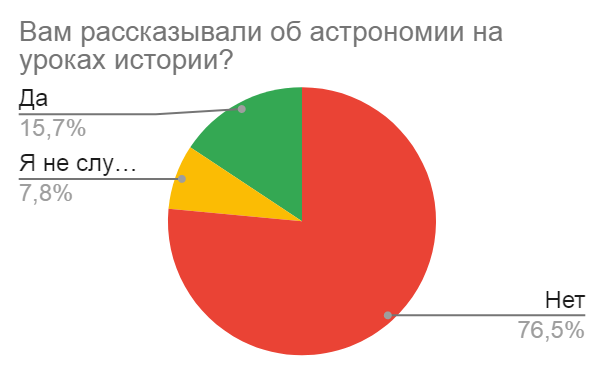 Вам рассказывали об астрономии на
уроках истории?
Да
15,7%
Я не слу…
7,8%
Нет
76,5%